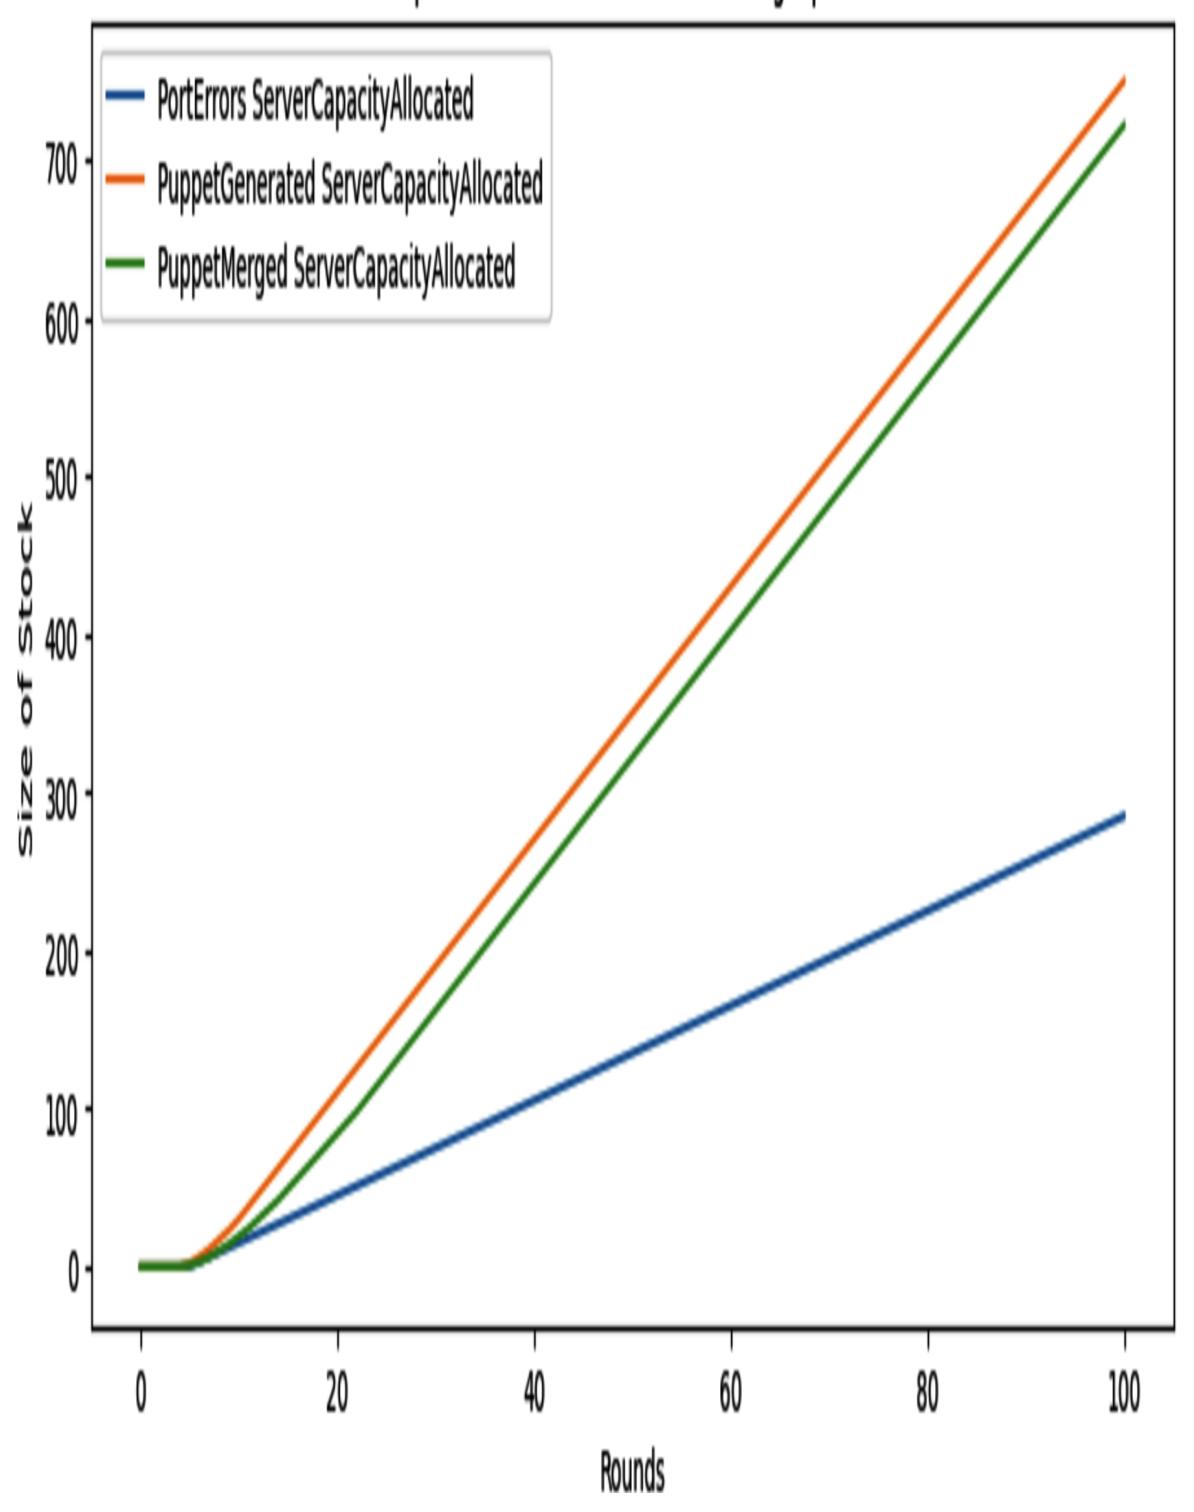 PortErrors ServerCapacityAllocated
PuppetGenerated ServerCapacityAllocated
PuppetMerged ServerCapacityAllocated
700
600
500
400
300
200
100
0
Size of Stock
0 20 40 60 80 100
Rounds